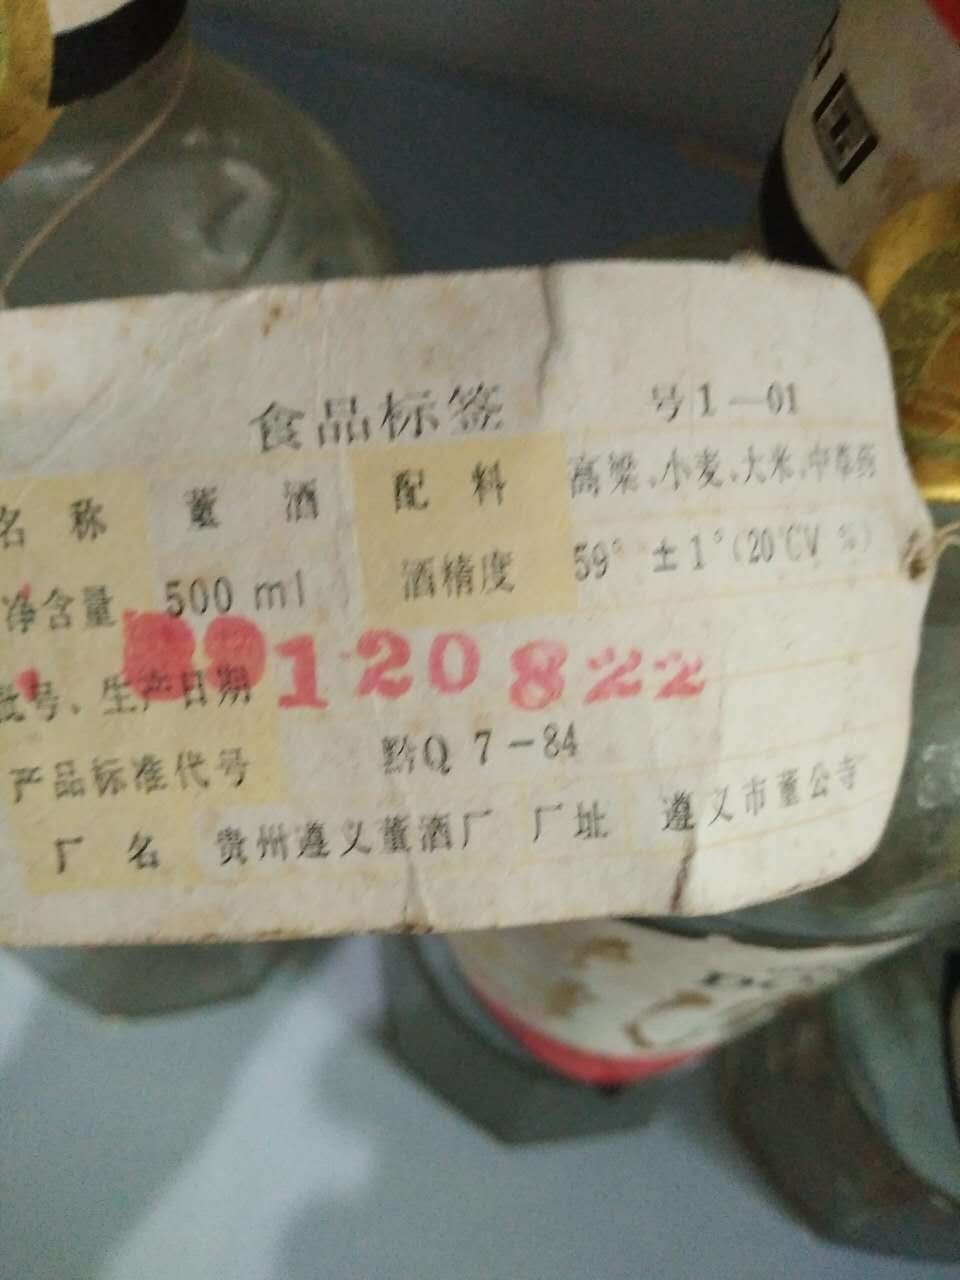 食品标签 号1－01
名称 董酒 配料 高粱、小麦、大米、中草药
净含量 500 ml 酒精度 59° ±1°(20℃V %)
批号、生产日期 120822
产品标准代号 黔Q 7－84
厂名 贵州遵义董酒厂 厂址 遵义市董公寺